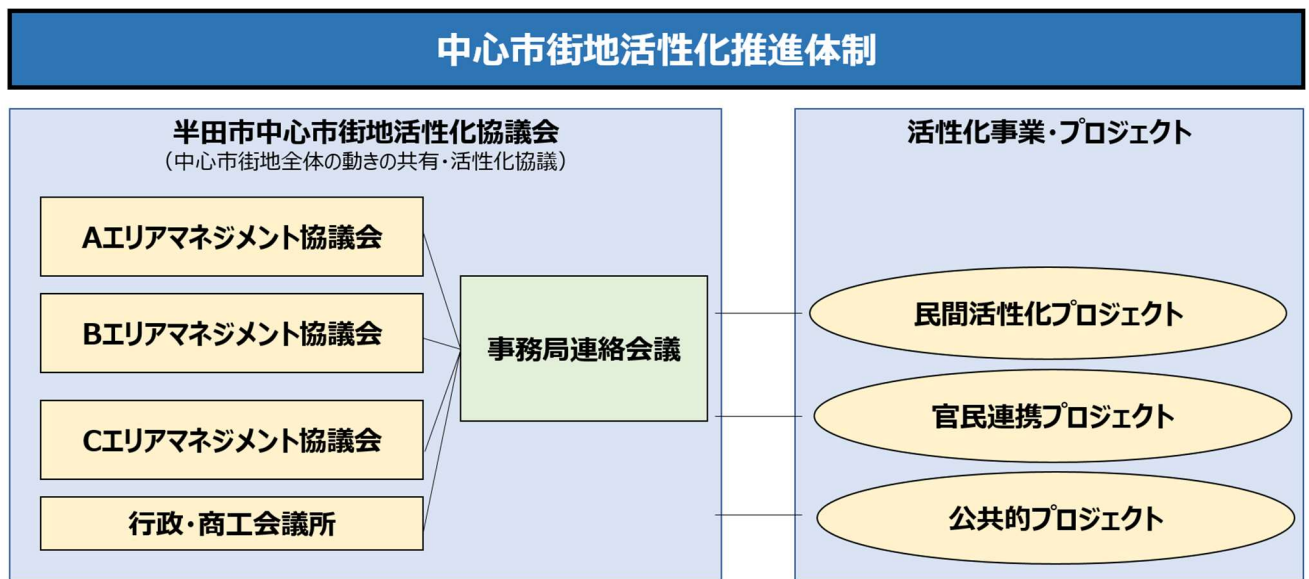 中心市街地活性化推進体制
半田市中心市街地活性化協議会
（中心市街地全体の動きの共有・活性化協議）
Aエリアマネジメント協議会
Bエリアマネジメント協議会
Cエリアマネジメント協議会
行政・商工会議所
事務局連絡会議
活性化事業・プロジェクト
民間活性化プロジェクト
官民連携プロジェクト
公共的プロジェクト